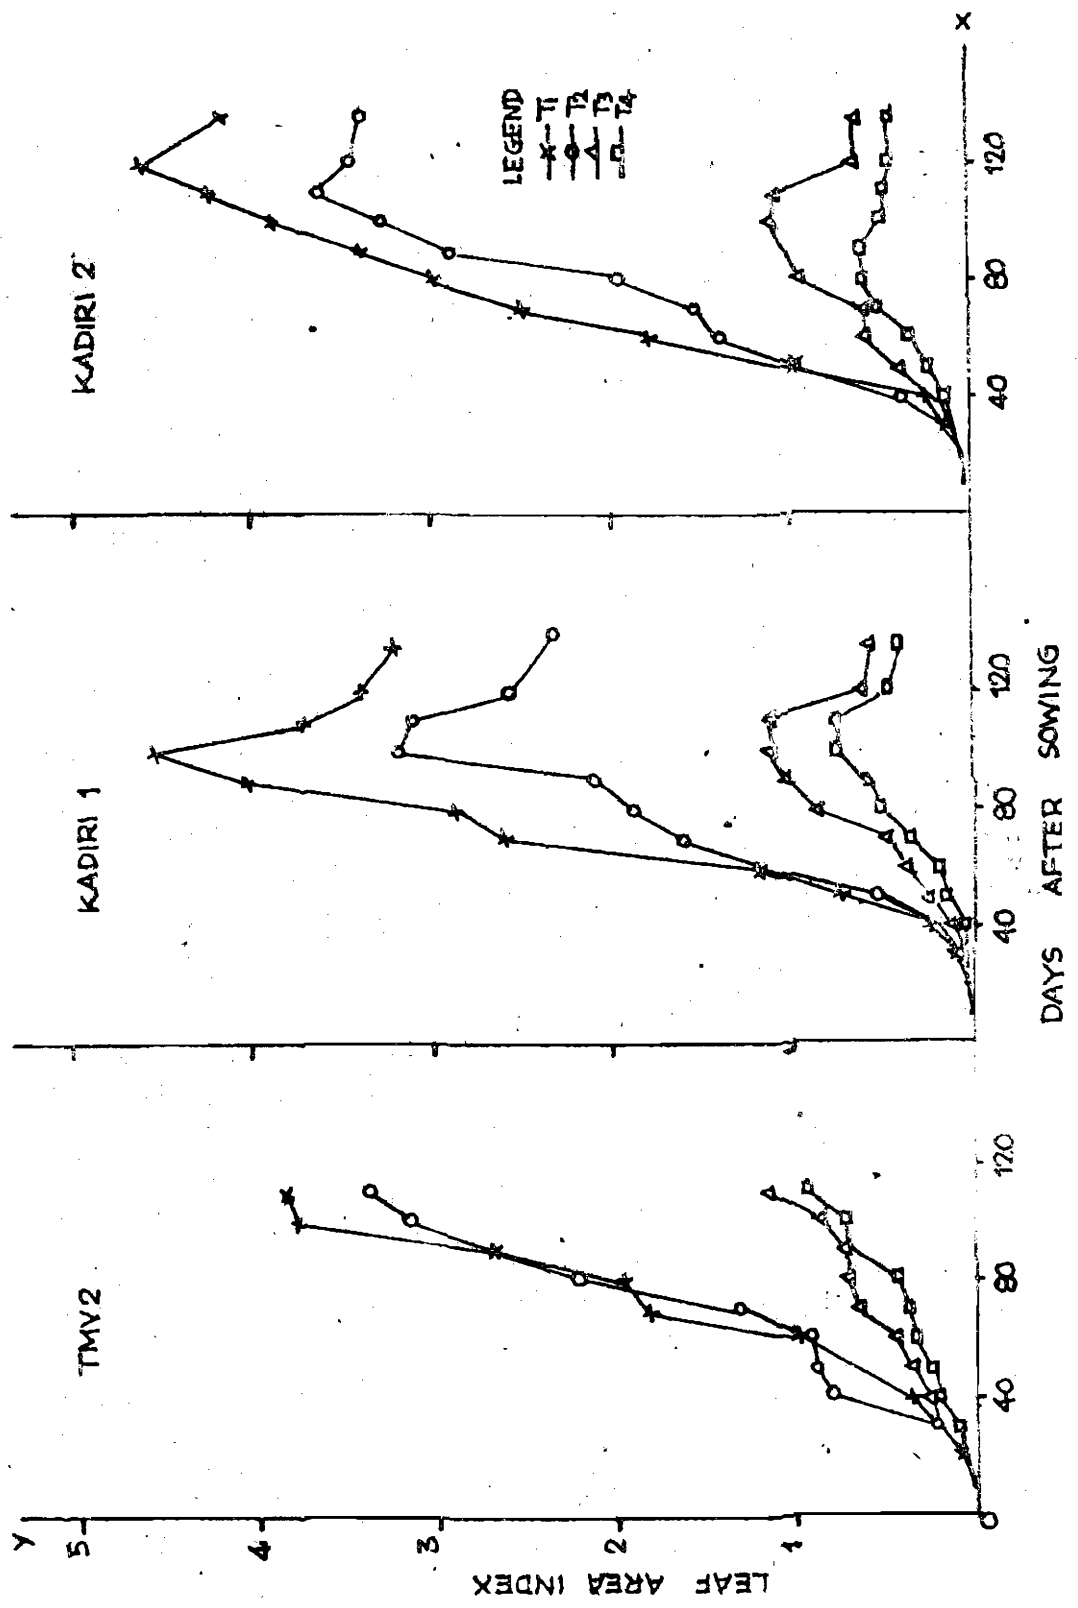 TMV2
KADIRI 1
KADIRI 2
LEGEND
T1
T2
T3
T4
Y
5
4
3
2
1
0
LEAF AREA INDEX
40
80
120
40
80
120
40
80
120
X
DAYS AFTER SOWING